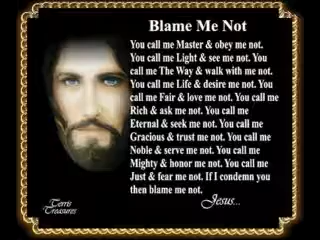 Blame Me Not
You call me Master & obey me not.
You call me Light & see me not. You
call me The Way & walk with me not.
You call me Life & desire me not. You
call me Fair & love me not. You call me
Rich & ask me not. You call me
Eternal & seek me not. You call me
Gracious & trust me not. You call me
Noble & serve me not. You call me
Mighty & honor me not. You call me
Just & fear me not. If I condemn you
then blame me not.
Jesus...
Terris
Treasures